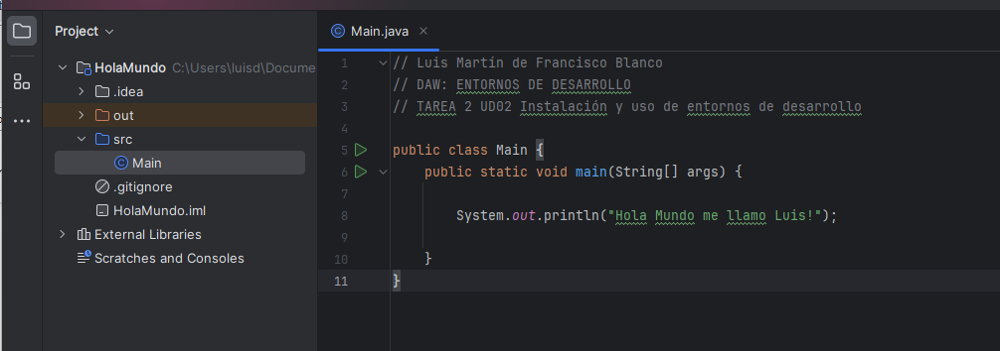 Project
HolaMundo C:\Users\luisd\Docume
.idea
out
src
Main
.gitignore
HolaMundo.iml
External Libraries
Scratches and Consoles
Main.java
1 // Luis Martín de Francisco Blanco
2 // DAW: ENTORNOS DE DESARROLLO
3 // TAREA 2 UD02 Instalación y uso de entornos de desarrollo
4
5 public class Main {
6 public static void main(String[] args) {
7
8 System.out.println("Hola Mundo me llamo Luis!");
9
10 }
11 }